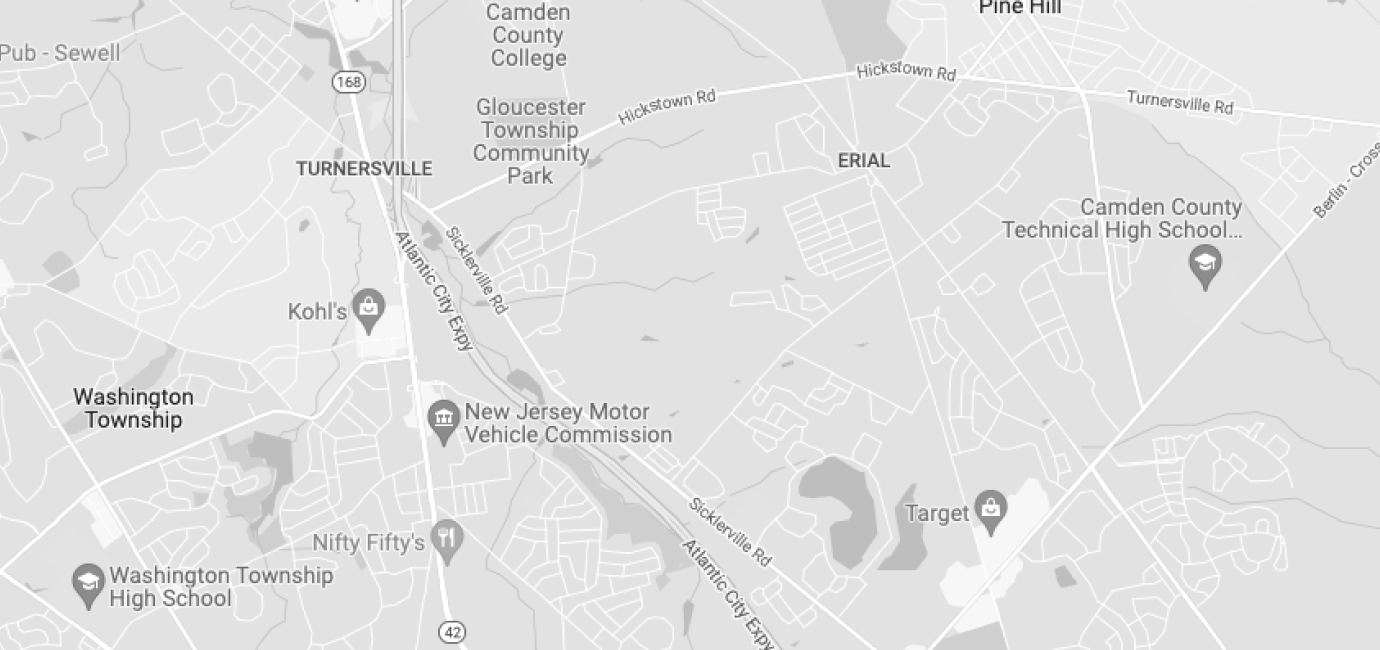 Camden
County
College
Pine Hill
Pub - Sewell
168
Hickstown Rd
Hickstown Rd
Turnersville Rd
Gloucester
Township
Community
Park
TURNERSVILLE
ERIAL
Berlin - Cross
Camden County
Technical High School...
Atlantic City Expy
Sicklerville Rd
Kohl's
Washington
Township
New Jersey Motor
Vehicle Commission
Sicklerville Rd
Target
Nifty Fifty's
Atlantic City Expy
Washington Township
High School
42